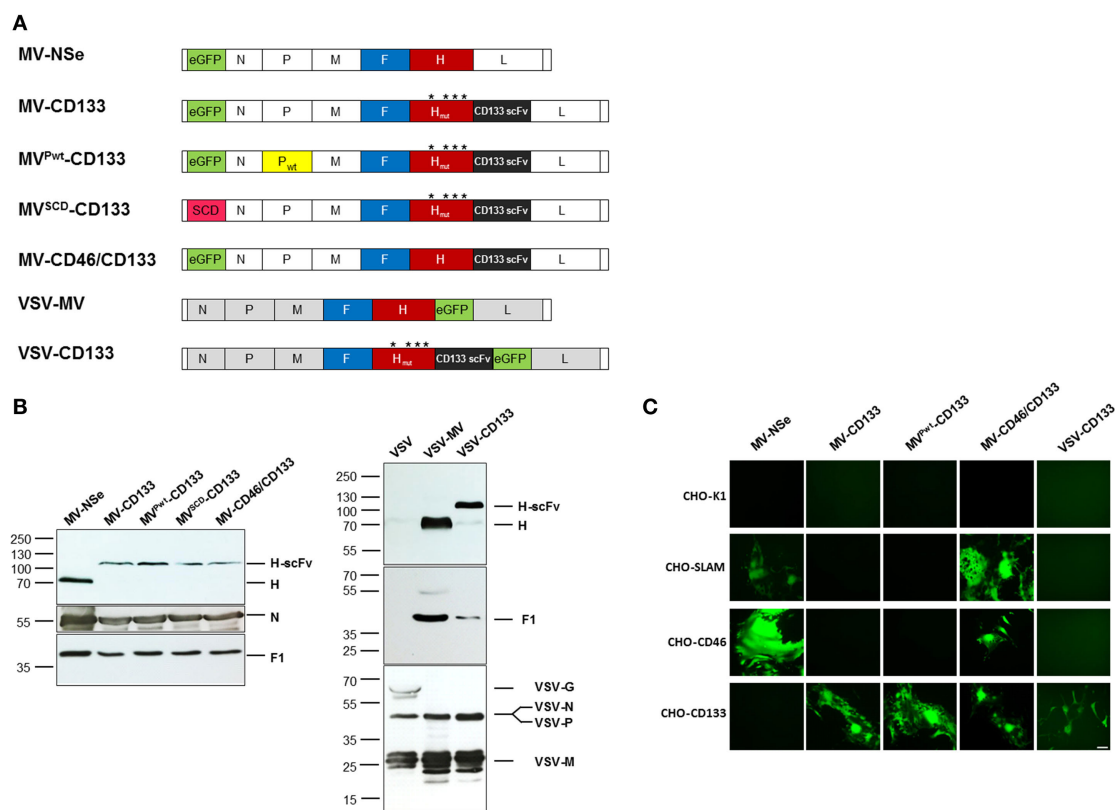 A
MV-NSe
eGFP N P M F H L
MV-CD133
* * * *
eGFP N P M F Hmut CD133 scFv L
MVPwt-CD133
* * * *
eGFP N Pwt M F Hmut CD133 scFv L
MVSCD-CD133
* * * *
SCD N P M F Hmut CD133 scFv L
MV-CD46/CD133
eGFP N P M F H CD133 scFv L
VSV-MV
N P M F H eGFP L
VSV-CD133
* * * *
N P M F Hmut CD133 scFv eGFP L
B
MV-NSe MV-CD133 MVPwt-CD133 MVSCD-CD133 MV-CD46/CD133
250
130
100
70
H-scFv
H
55
N
35
F1
VSV VSV-MV VSV-CD133
250
130
100
70
55
H-scFv
H
70
55
35
25
F1
70
55
35
25
15
VSV-G
VSV-N
VSV-P
VSV-M
C
MV-NSe MV-CD133 MVPwt-CD133 MV-CD46/CD133 VSV-CD133
CHO-K1
CHO-SLAM
CHO-CD46
CHO-CD133